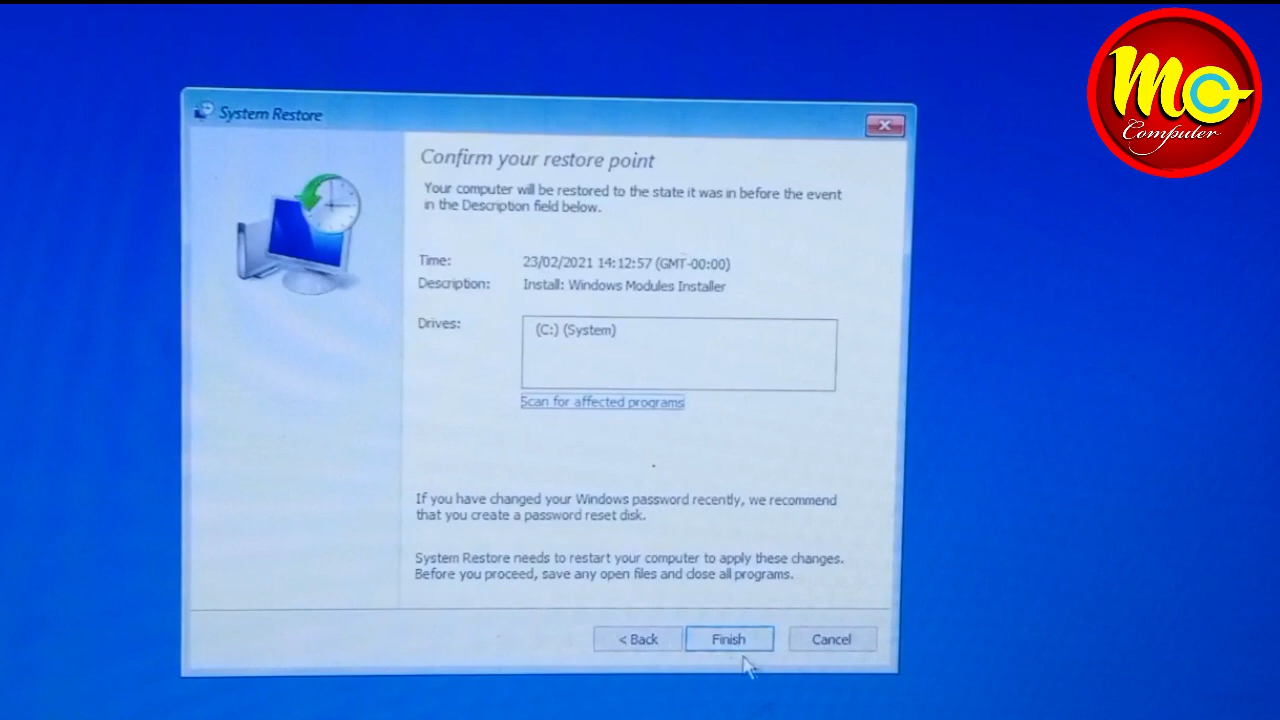 System Restore
Confirm your restore point
Your computer will be restored to the state it was in before the event
in the Description field below.
Time: 23/02/2021 14:12:57 (GMT-00:00)
Description: Install: Windows Modules Installer
Drives: (C:) (System)
Scan for affected programs
If you have changed your Windows password recently, we recommend
that you create a password reset disk.
System Restore needs to restart your computer to apply these changes.
Before you proceed, save any open files and close all programs.
< Back Finish Cancel
MC
Computer